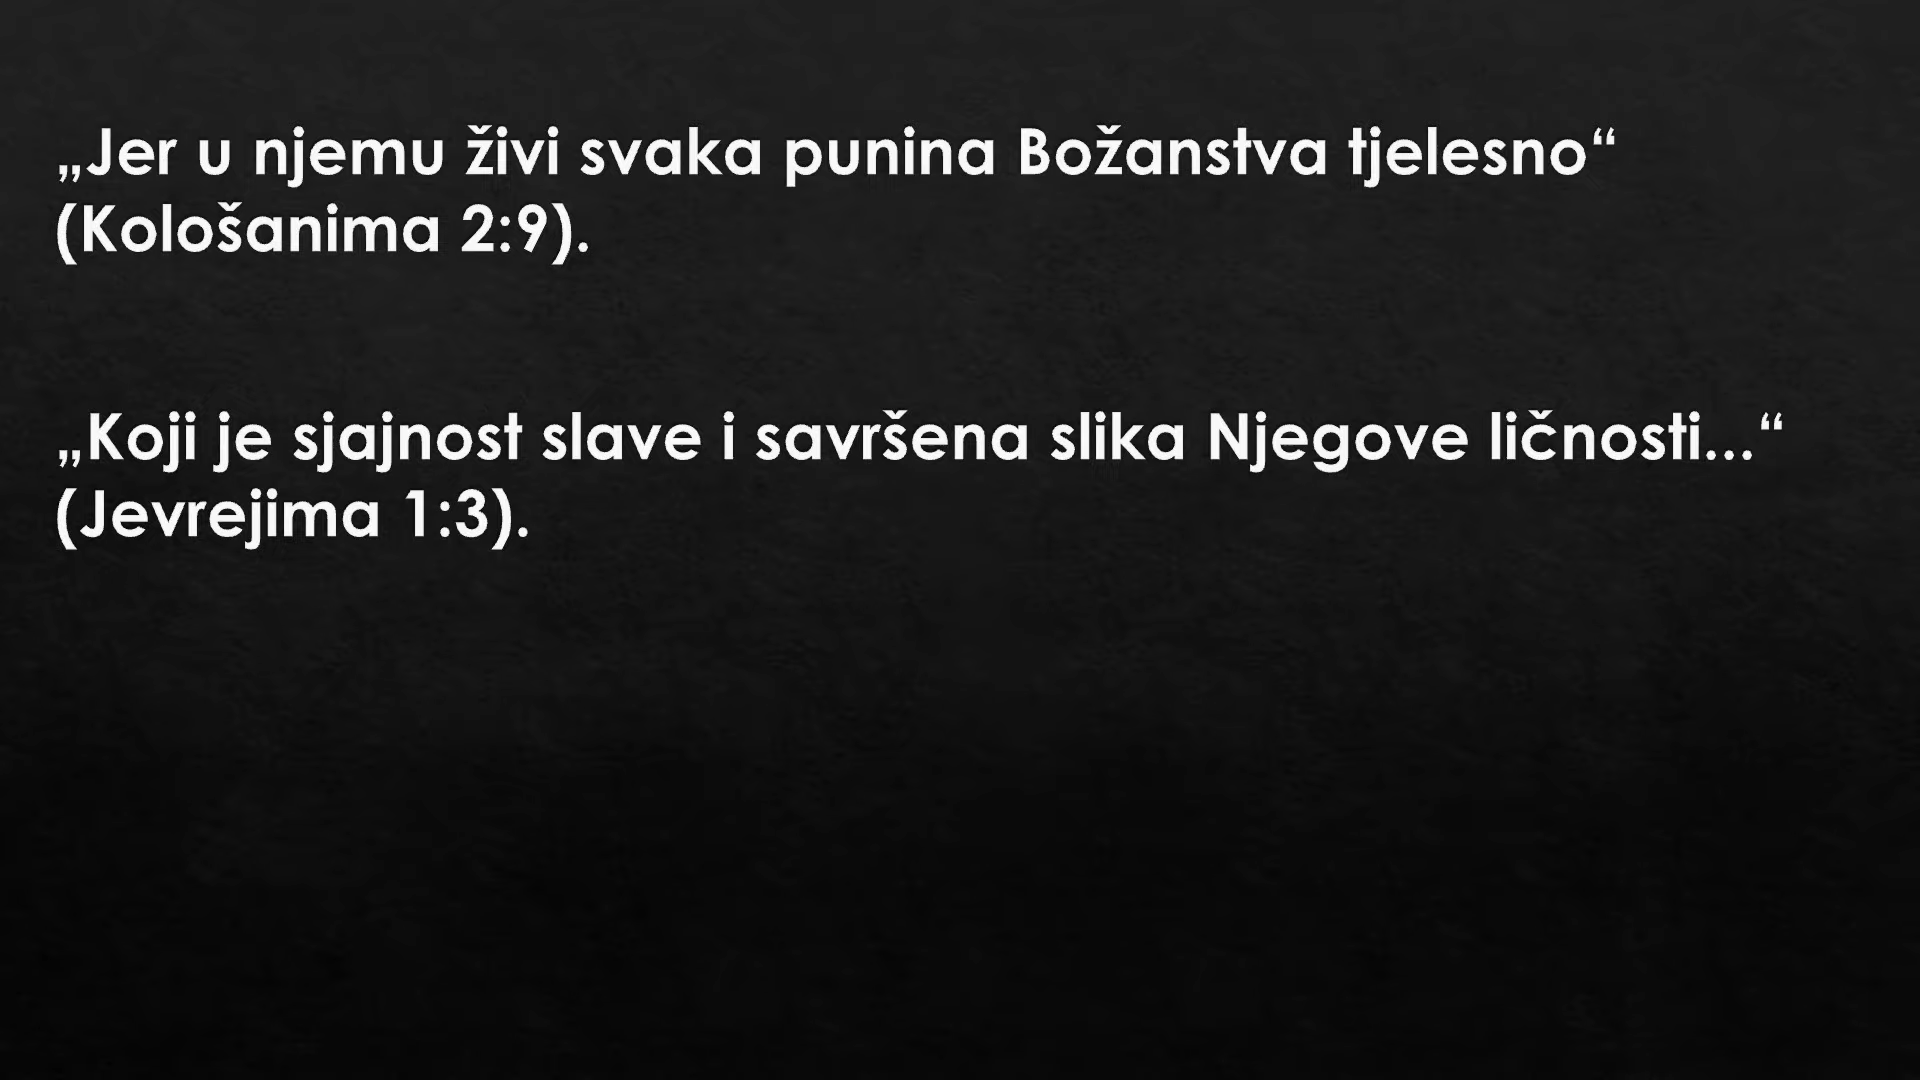 „Jer u njemu živi svaka punina Božanstva tjelesno“
(Kološanima 2:9).
„Koji je sjajnost slave i savršena slika Njegove ličnosti...“
(Jevrejima 1:3).